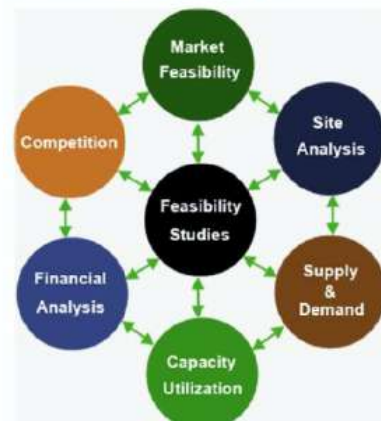 Market
Feasibility
Competition
Site
Analysis
Feasibility
Studies
Financial
Analysis
Supply
&
Demand
Capacity
Utilization